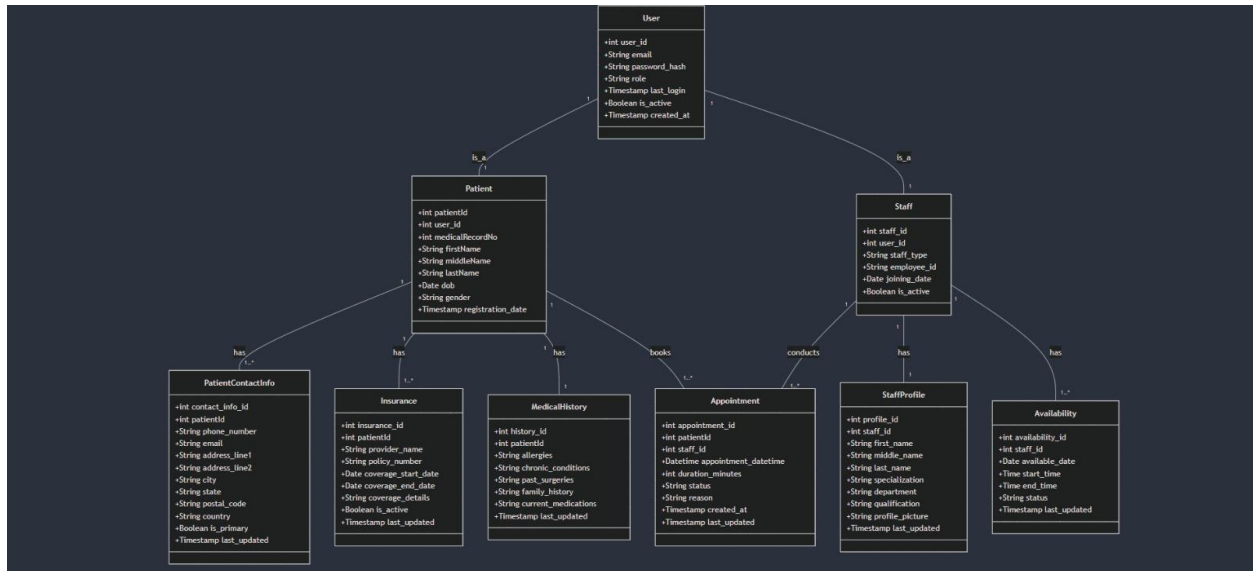 User
+int user_id
+String email
+String password_hash
+String role
+Timestamp last_login
+Boolean is_active
+Timestamp created_at
1
1
is_a
is_a
1
1
Patient
+int patientId
+int user_id
+int medicalRecordNo
+String firstName
+String middleName
+String lastName
+Date dob
+String gender
+Timestamp registration_date
Staff
+int staff_id
+int user_id
+String staff_type
+String employee_id
+Date joining_date
+Boolean is_active
1
1
1
1
1
1
1
has
has
has
books
conducts
has
has
1..*
1..*
1
1..*
1..*
1
1..*
PatientContactInfo
+int contact_info_id
+int patientId
+String phone_number
+String email
+String address_line1
+String address_line2
+String city
+String state
+String postal_code
+String country
+Boolean is_primary
+Timestamp last_updated
Insurance
+int insurance_id
+int patientId
+String provider_name
+String policy_number
+Date coverage_start_date
+Date coverage_end_date
+String coverage_details
+Boolean is_active
+Timestamp last_updated
MedicalHistory
+int history_id
+int patientId
+String allergies
+String chronic_conditions
+String past_surgeries
+String family_history
+String current_medications
+Timestamp last_updated
Appointment
+int appointment_id
+int patientId
+int staff_id
+Datetime appointment_datetime
+int duration_minutes
+String status
+String reason
+Timestamp created_at
+Timestamp last_updated
StaffProfile
+int profile_id
+int staff_id
+String first_name
+String middle_name
+String last_name
+String specialization
+String department
+String qualification
+String profile_picture
+Timestamp last_updated
Availability
+int availability_id
+int staff_id
+Date available_date
+Time start_time
+Time end_time
+String status
+Timestamp last_updated